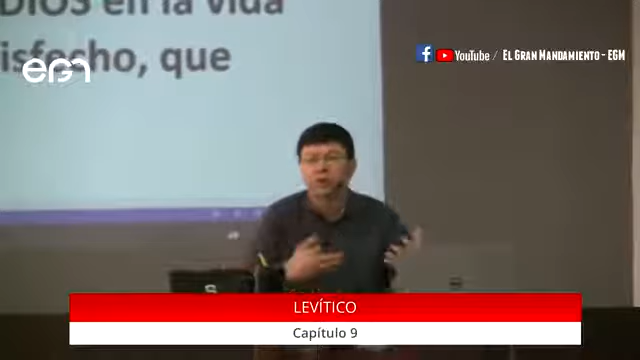 DIOS en la vida
isfecho, que
egm
YouTube / EL GRAN MANDAMIENTO - EGM
LEVÍTICO
Capítulo 9